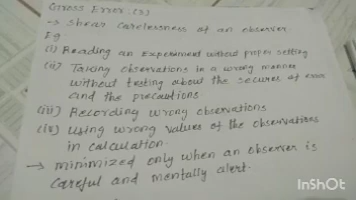 Gross Error (s)
→ Shear carelessness of an observer
Eg
(i) Reading an Experiment without proper setting
(ii) Taking observations in a wrong manner
without testing about the sources of error
and the precautions
(iii) Recording wrong observations
(iv) Using wrong values of the observations
in calculation.
→ minimized only when an observer is
careful and mentally alert.
InShOt